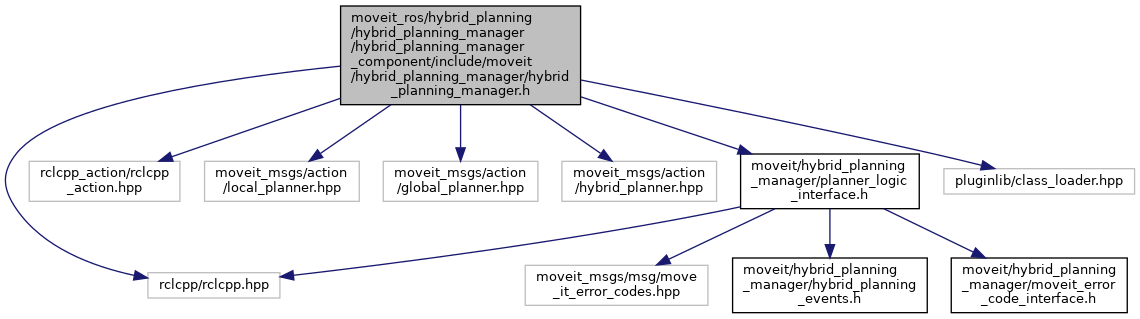 moveit_ros/hybrid_planning
/hybrid_planning_manager
/hybrid_planning_manager
_component/include/moveit
/hybrid_planning_manager/hybrid
_planning_manager.h
rclcpp_action/rclcpp
_action.hpp
moveit_msgs/action
/local_planner.hpp
moveit_msgs/action
/global_planner.hpp
moveit_msgs/action
/hybrid_planner.hpp
moveit/hybrid_planning
_manager/planner_logic
_interface.h
pluginlib/class_loader.hpp
rclcpp/rclcpp.hpp
moveit_msgs/msg/move
_it_error_codes.hpp
moveit/hybrid_planning
_manager/hybrid_planning
_events.h
moveit/hybrid_planning
_manager/moveit_error
_code_interface.h